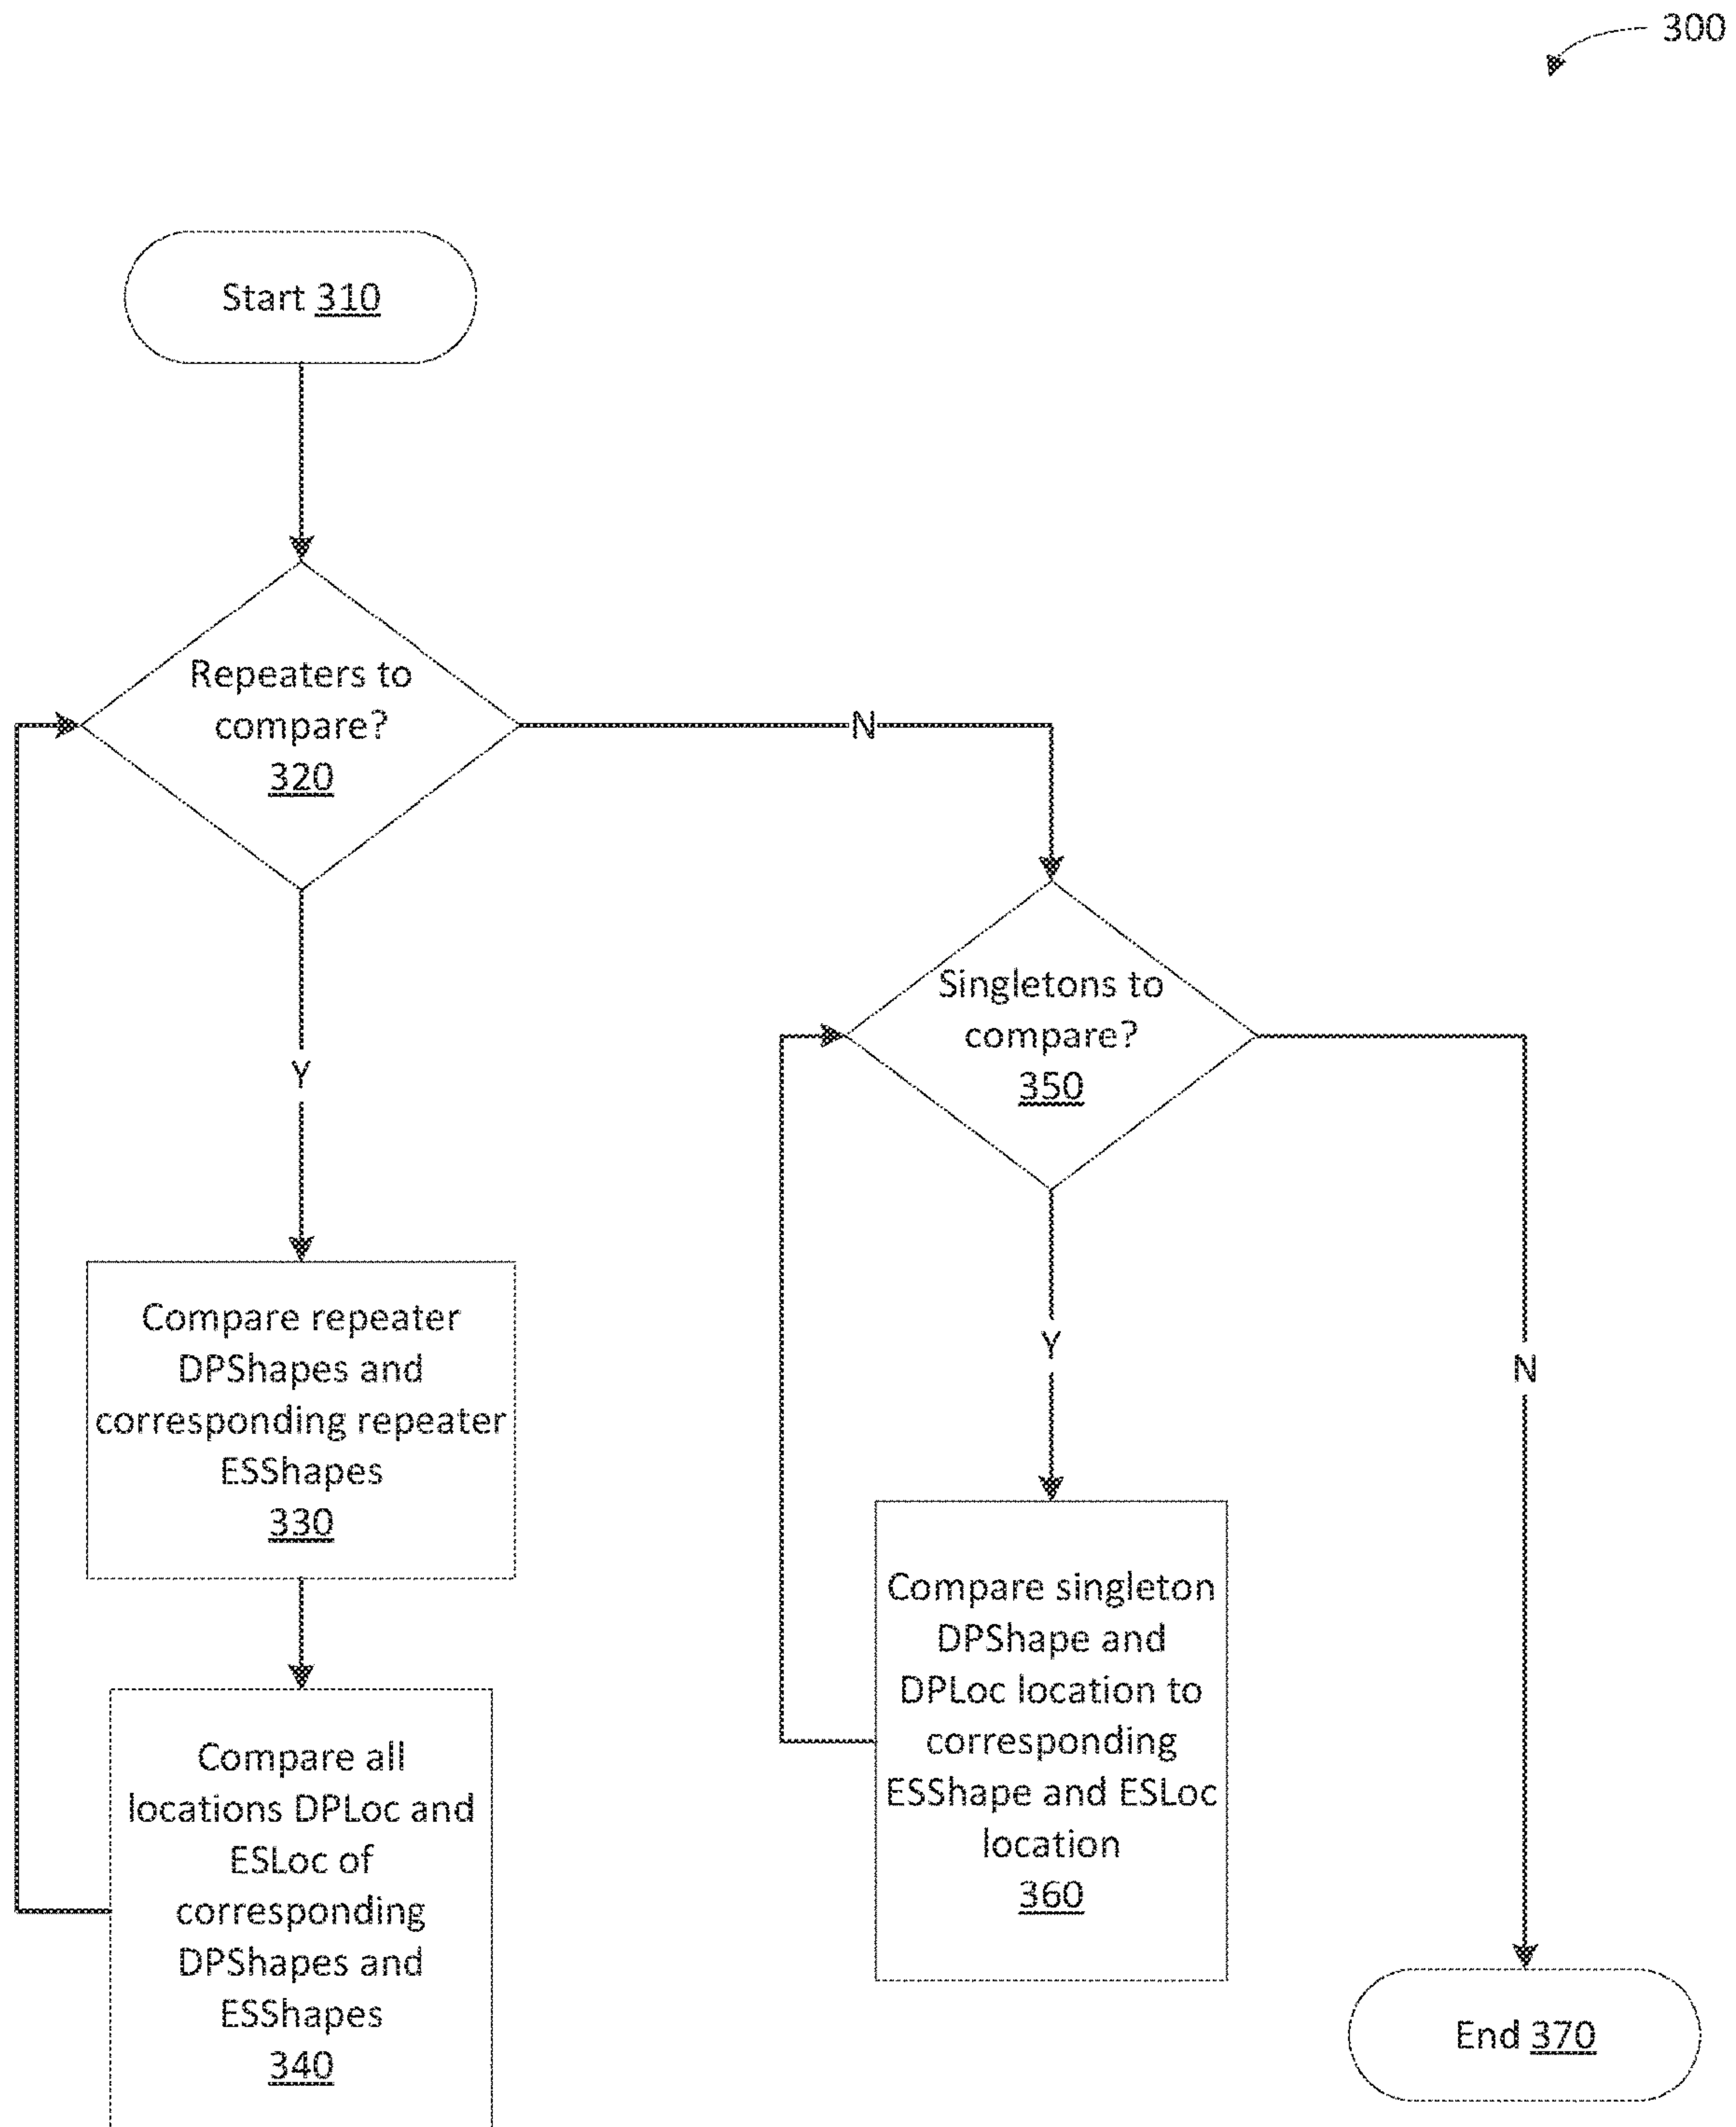 300
Start 310
Repeaters to
compare?
320
N
Y
Singletons to
compare?
350
Y
N
Compare repeater
DPShapes and
corresponding repeater
ESShapes
330
Compare all
locations DPLoc and
ESLoc of
corresponding
DPShapes and
ESShapes
340
Compare singleton
DPShape and
DPLoc location to
corresponding
ESShape and ESLoc
location
360
End 370